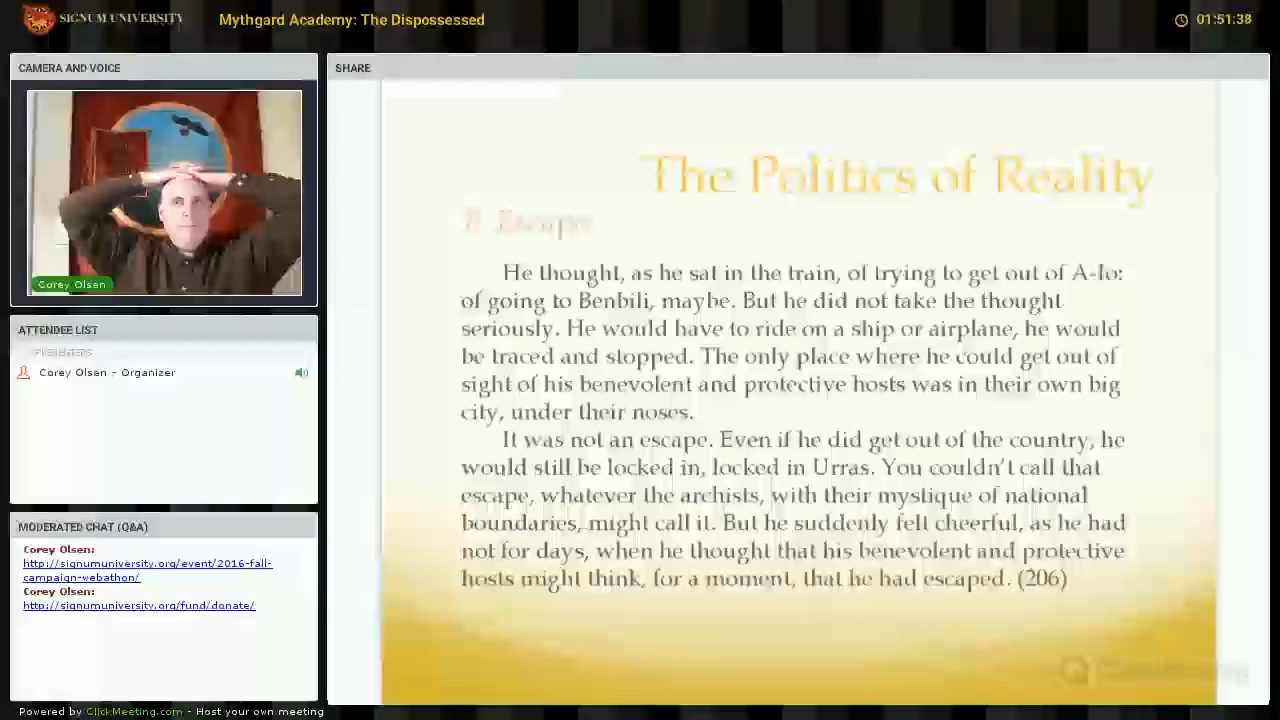 SIGNUM UNIVERSITY
Mythgard Academy: The Dispossessed
01:51:38
CAMERA AND VOICE
Corey Olsen
ATTENDEE LIST
PRESENTERS
Corey Olsen - Organizer
MODERATED CHAT (Q&A)
Corey Olsen:
http://signumuniversity.org/event/2016-fall-
campaign-webathon/
Corey Olsen:
http://signumuniversity.org/fund/donate/
SHARE
The Politics of Reality
Escape
He thought, as he sat in the train, of trying to get out of A-Io:
of going to Benbili, maybe. But he did not take the thought
seriously. He would have to ride on a ship or airplane, he would
be traced and stopped. The only place where he could get out of
sight of his benevolent and protective hosts was in their own big
city, under their noses.
It was not an escape. Even if he did get out of the country, he
would still be locked in, locked in Urras. You couldn't call that
escape, whatever the archists, with their mystique of national
boundaries, might call it. But he suddenly felt cheerful, as he had
not for days, when he thought that his benevolent and protective
hosts might think, for a moment, that he had escaped. (206)
Powered by ClickMeeting.com - Host your own meeting